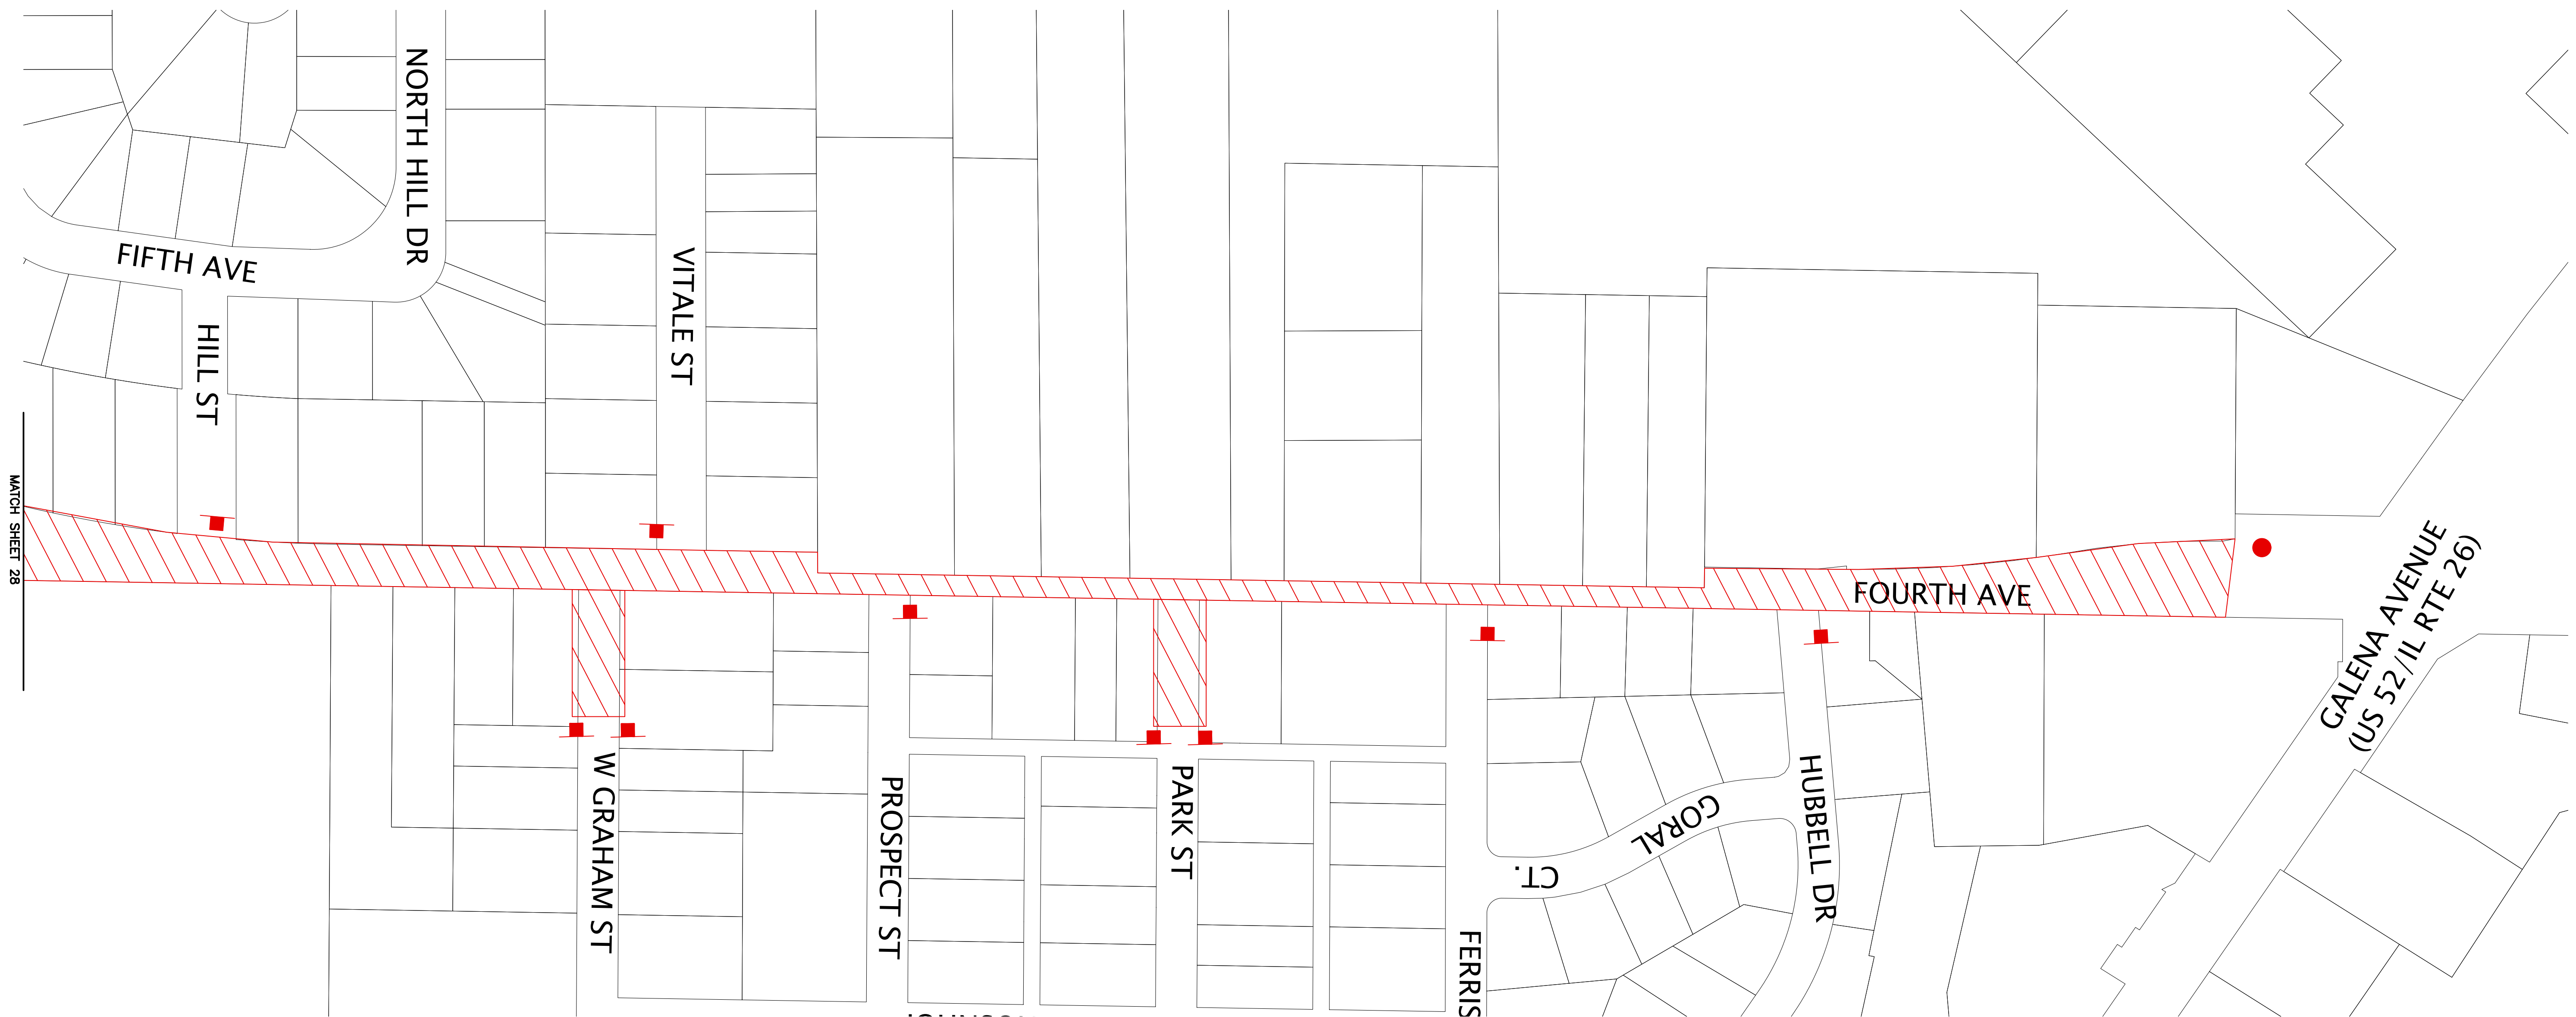 NORTH HILL DR
FIFTH AVE
HILL ST
VITALE ST
MATCH SHEET 28
FOURTH AVE
GALENA AVENUE
(US 52/IL RTE 26)
W GRAHAM ST
PROSPECT ST
PARK ST
CORAL
CT.
HUBBELL DR
FERRIS